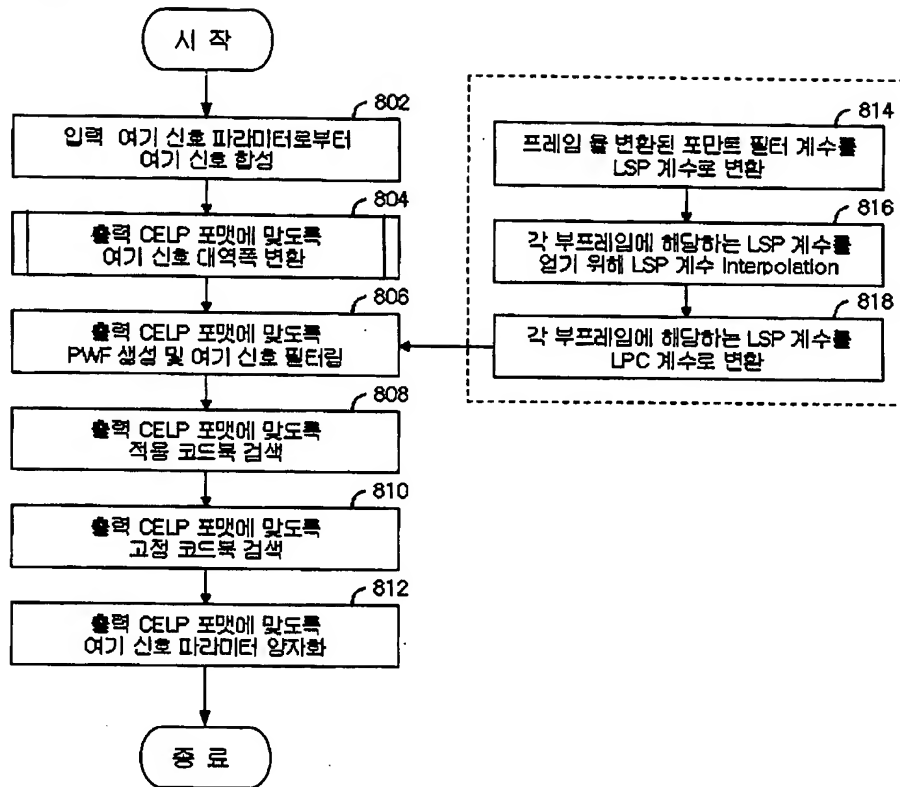 시 작
802
입력 여기 신호 파라미터로부터
여기 신호 합성
804
출력 CELP 포맷에 맞도록
여기 신호 대역폭 변환
806
출력 CELP 포맷에 맞도록
PWF 생성 및 여기 신호 필터링
808
출력 CELP 포맷에 맞도록
적응 코드북 검색
810
출력 CELP 포맷에 맞도록
고정 코드북 검색
812
출력 CELP 포맷에 맞도록
여기 신호 파라미터 양자화
종 료
814
프레임 율 변환된 포만트 필터 계수를
LSP 계수로 변환
816
각 부프레임에 해당하는 LSP 계수를
얻기 위해 LSP 계수 Interpolation
818
각 부프레임에 해당하는 LSP 계수를
LPC 계수로 변환